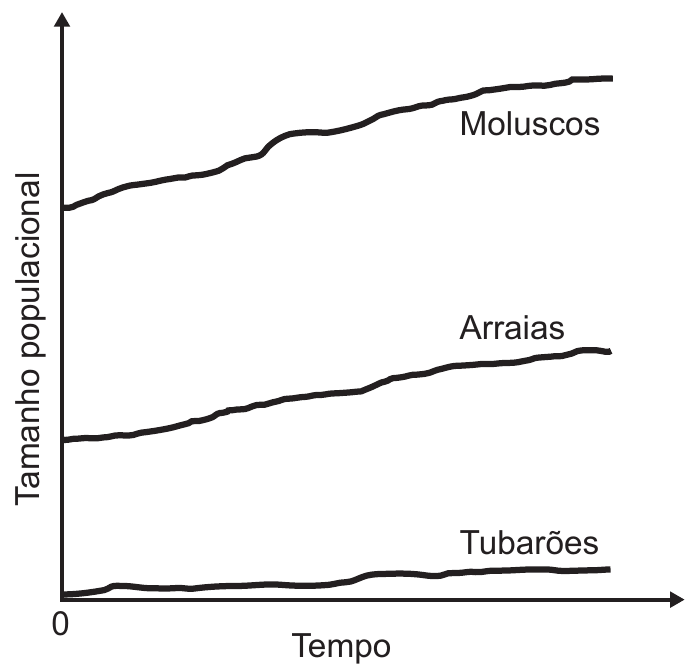 Tamanho populacional
Moluscos
Arraias
Tubarões
0
Tempo